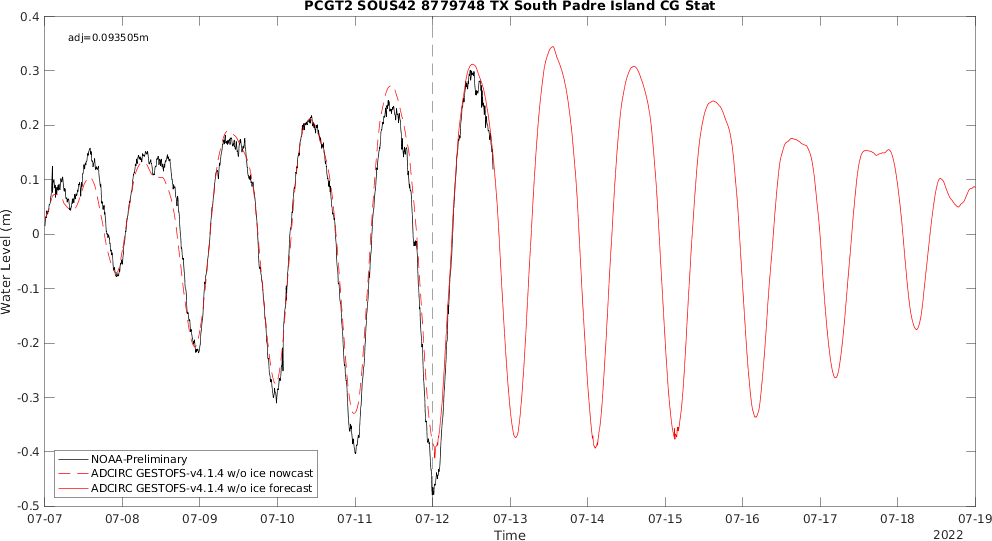 PCGT2 SOUS42 8779748 TX South Padre Island CG Stat
adj=0.093505m
0.4
0.3
0.2
0.1
0
-0.1
-0.2
-0.3
-0.4
-0.5
Water Level (m)
NOAA-Preliminary
ADCIRC GESTOFS-v4.1.4 w/o ice nowcast
ADCIRC GESTOFS-v4.1.4 w/o ice forecast
07-07 07-08 07-09 07-10 07-11 07-12 07-13 07-14 07-15 07-16 07-17 07-18 07-19
Time
2022